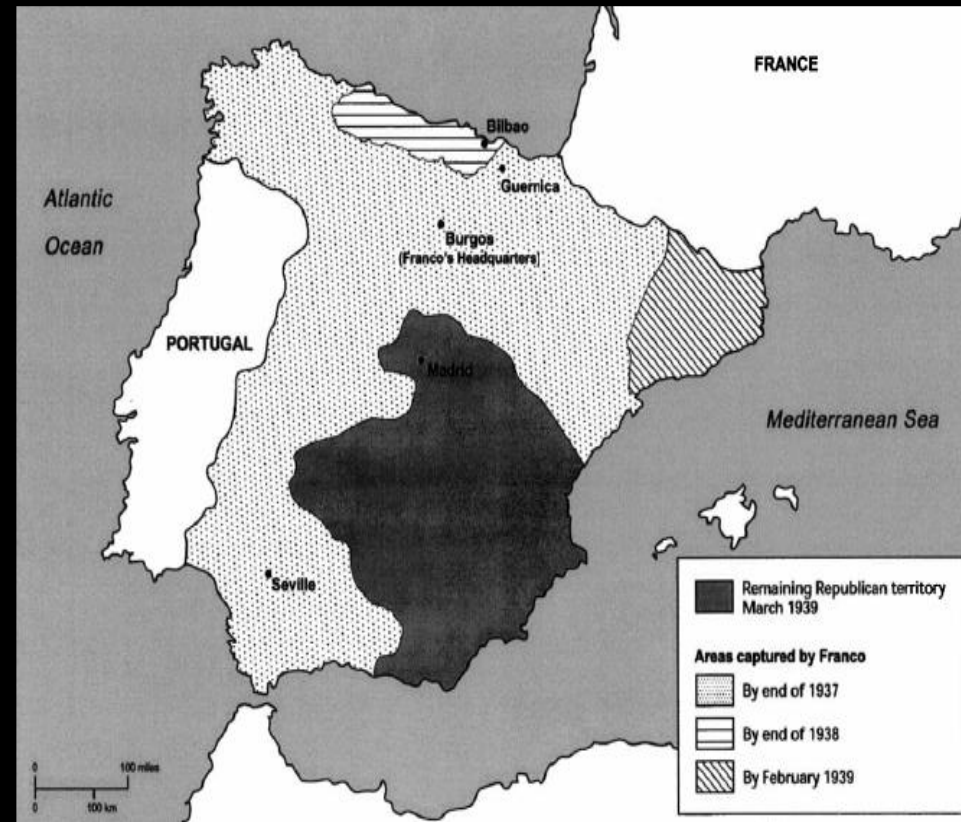 FRANCE
Bilbao
Guernica
Atlantic
Ocean
Burgos
(Franco's Headquarters)
PORTUGAL
Madrid
Mediterranean Sea
Seville
Remaining Republican territory
March 1939
Areas captured by Franco
By end of 1937
By end of 1938
By February 1939
0 100 miles
0 100 km